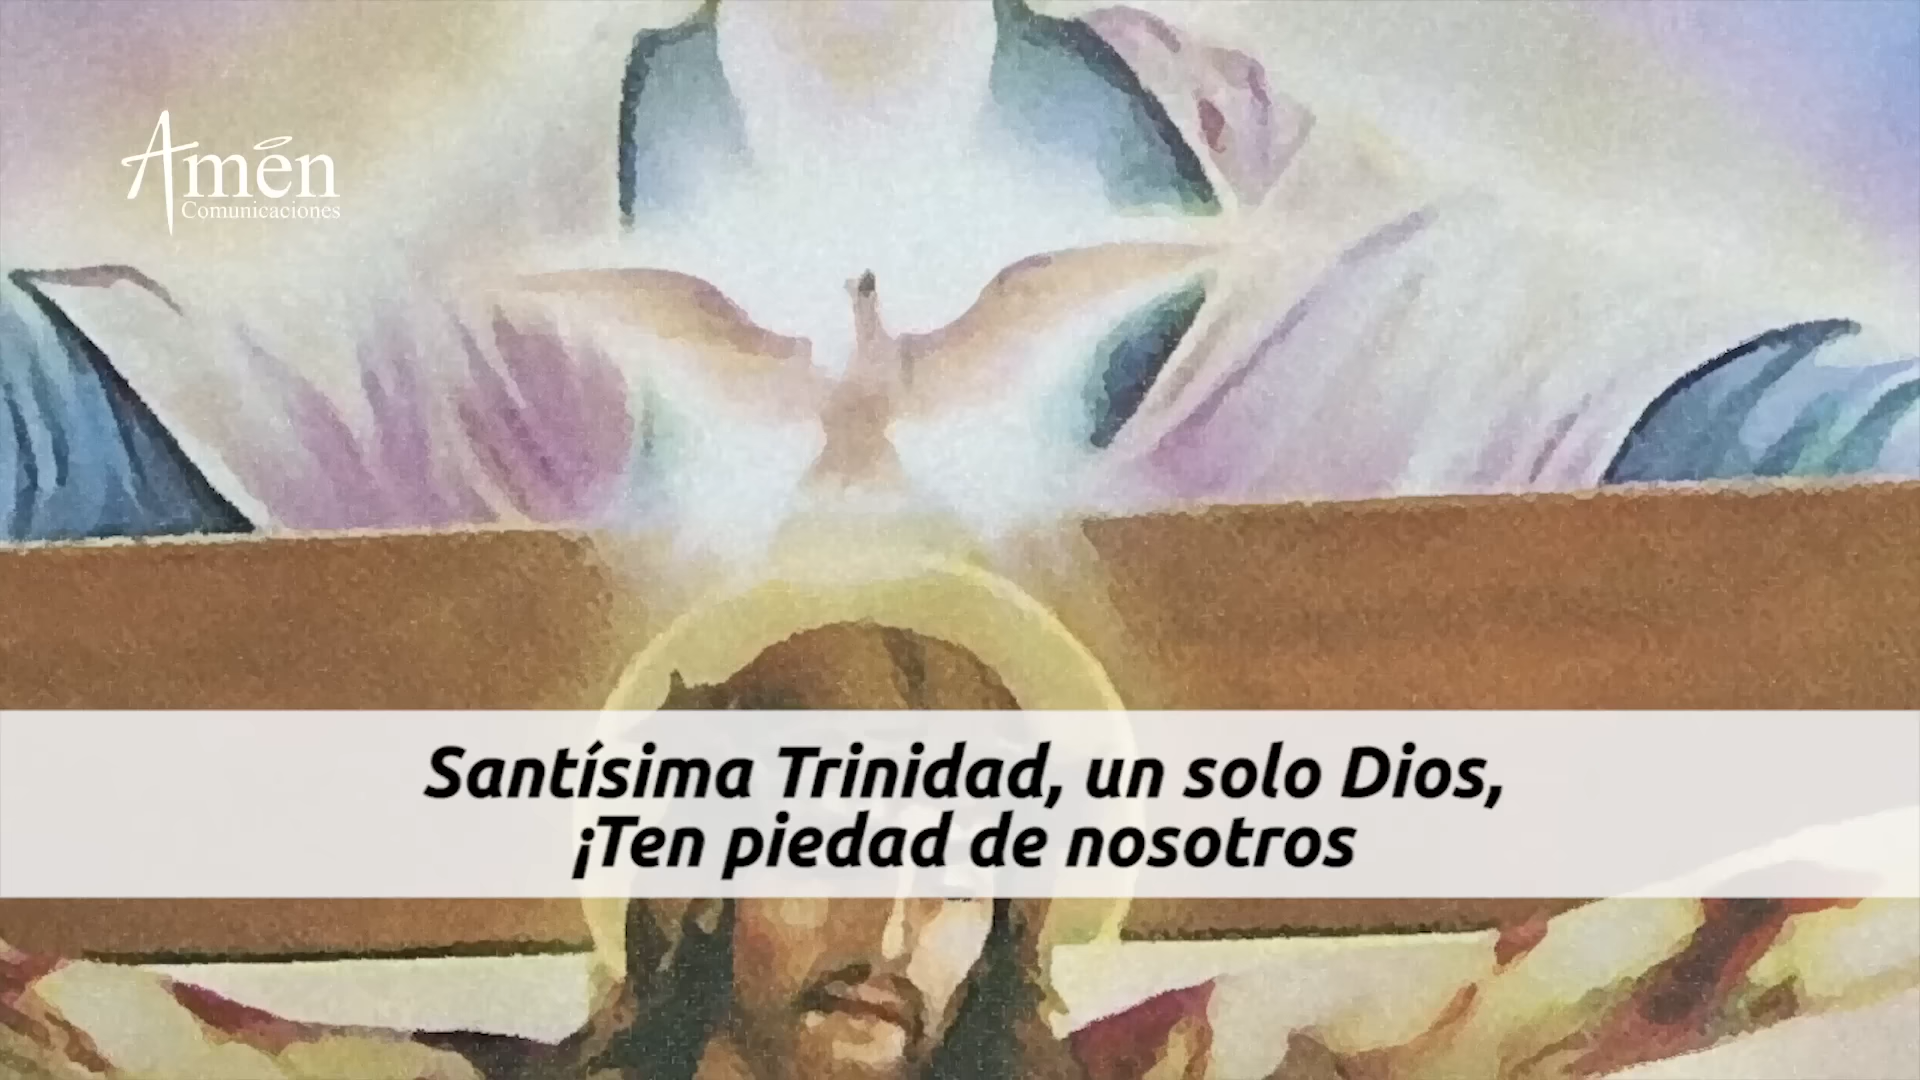 Amén
Comunicaciones
Santísima Trinidad, un solo Dios,
¡Ten piedad de nosotros